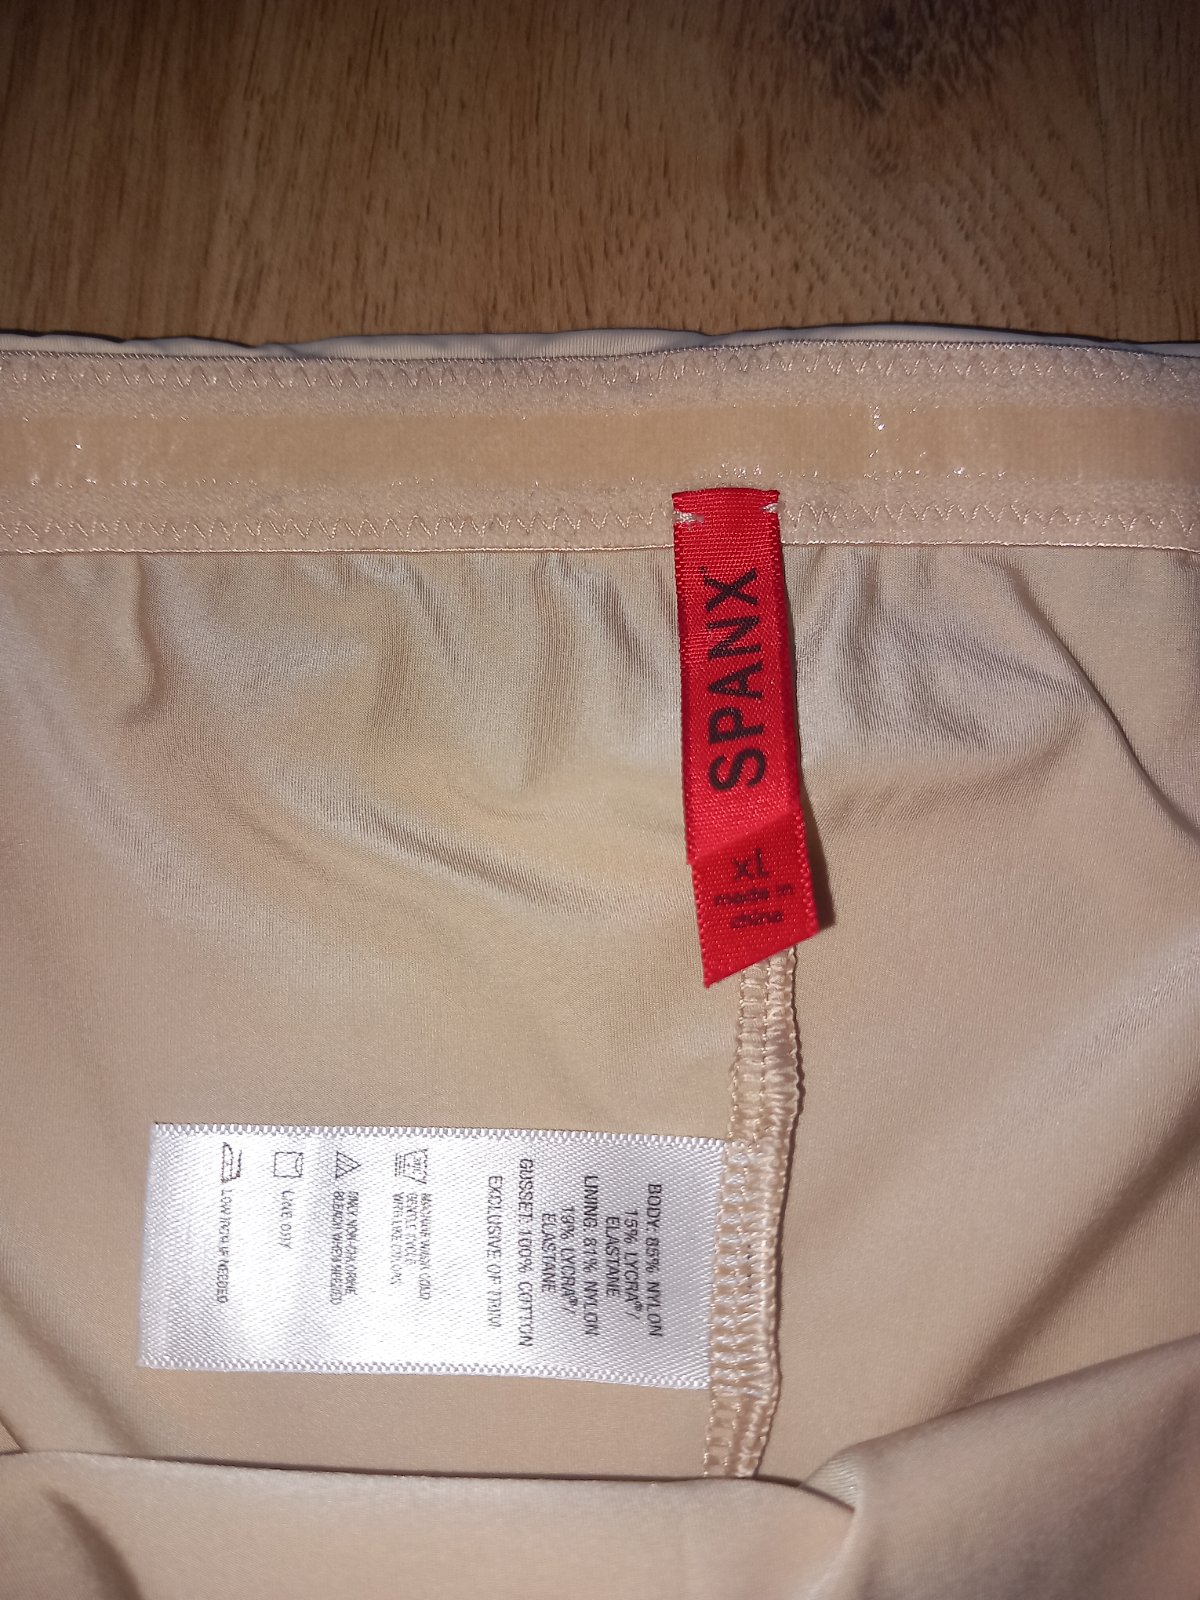 SPANX
XL
made in
china
BODY: 85% NYLON
15% LYCRA®/
ELASTANE
LINING: 81% NYLON
19% LYCRA®/
ELASTANE
GUSSET: 100% COTTON
EXCLUSIVE OF TRIM
MACHINE WASH COLD
GENTLE CYCLE
WITH LIKE COLORS
ONLY NON-CHLORINE
BLEACH WHEN NEEDED
LINE DRY
LOW IRON IF NEEDED